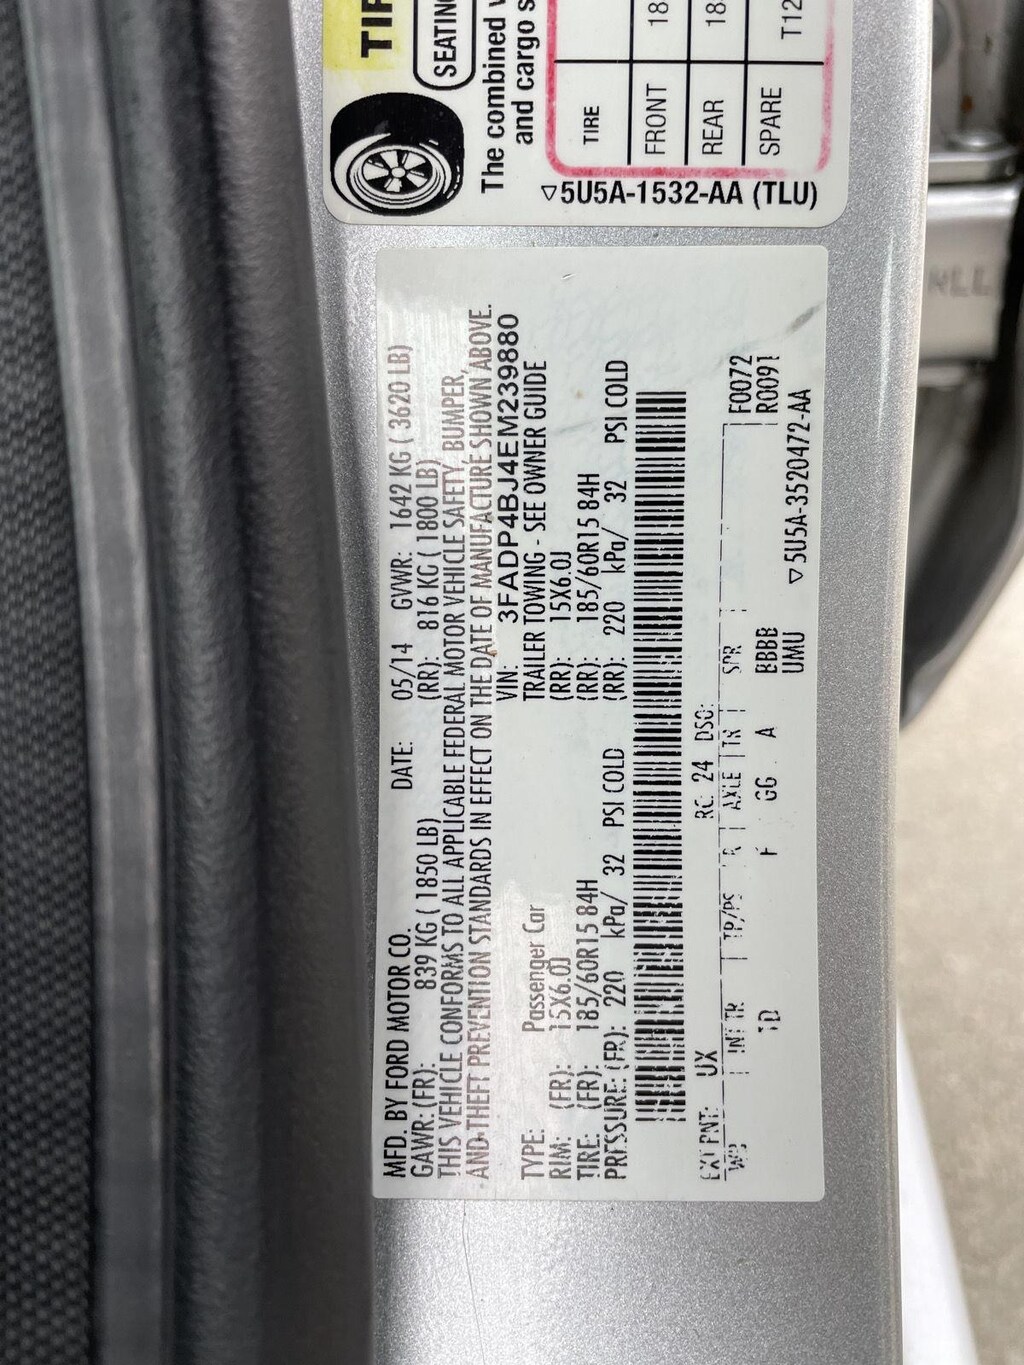 TIR
SEATING
The combined
and cargo s
TIRE
FRONT 18
REAR 18
SPARE T12
▽5U5A-1532-AA (TLU)
MFD. BY FORD MOTOR CO. DATE: 05/14 GVWR: 1642 KG ( 3620 LB)
GAWR: (FR): 839 KG ( 1850 LB) (RR): 816 KG ( 1800 LB)
THIS VEHICLE CONFORMS TO ALL APPLICABLE FEDERAL MOTOR VEHICLE SAFETY, BUMPER,
AND THEFT PREVENTION STANDARDS IN EFFECT ON THE DATE OF MANUFACTURE SHOWN ABOVE.
VIN: 3FADP4BJ4EM239880
TYPE: Passenger Car TRAILER TOWING - SEE OWNER GUIDE
RIM: (FR): 15X6.0J (RR): 15X6.0J
TIRE: (FR): 185/60R15 84H (RR): 185/60R15 84H
PRESSURE: (FR): 220 kPa/ 32 PSI COLD (RR): 220 kPa/ 32 PSI COLD
EXT PNT: UX RC: 24 DSO:
WB INT TR TP/PS R AXLE TR SPR F0072
TD F GG A BBBB R0091
UMU
▽5U5A-3520472-AA